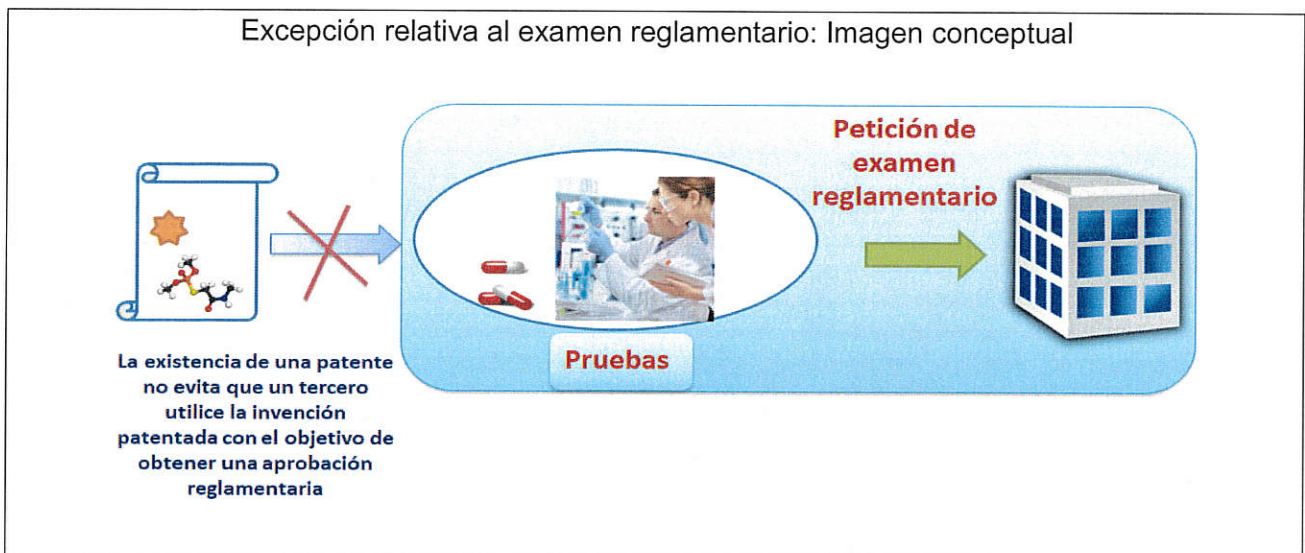 Excepción relativa al examen reglamentario: Imagen conceptual
Petición de
examen
reglamentario
Pruebas
La existencia de una patente
no evita que un tercero
utilice la invención
patentada con el objetivo de
obtener una aprobación
reglamentaria